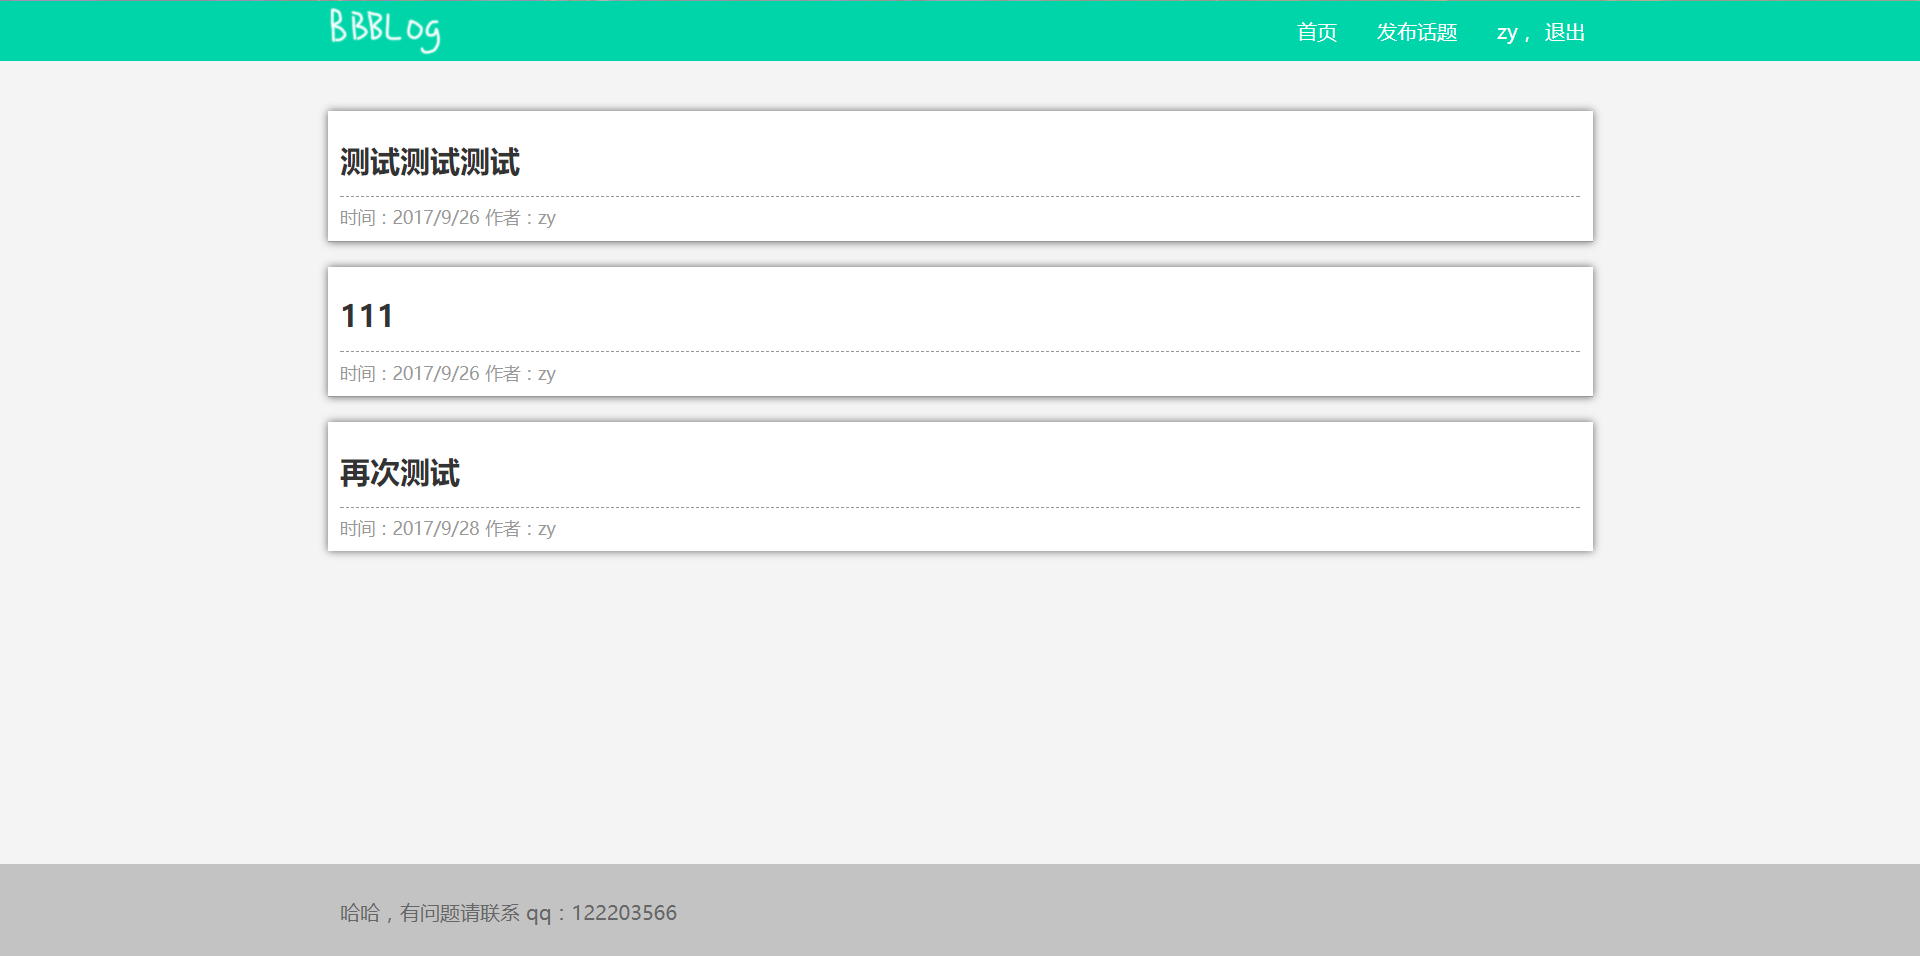 BBBLog
首页 发布话题 zy， 退出
测试测试测试
时间：2017/9/26 作者：zy
111
时间：2017/9/26 作者：zy
再次测试
时间：2017/9/28 作者：zy
哈哈，有问题请联系 qq：122203566